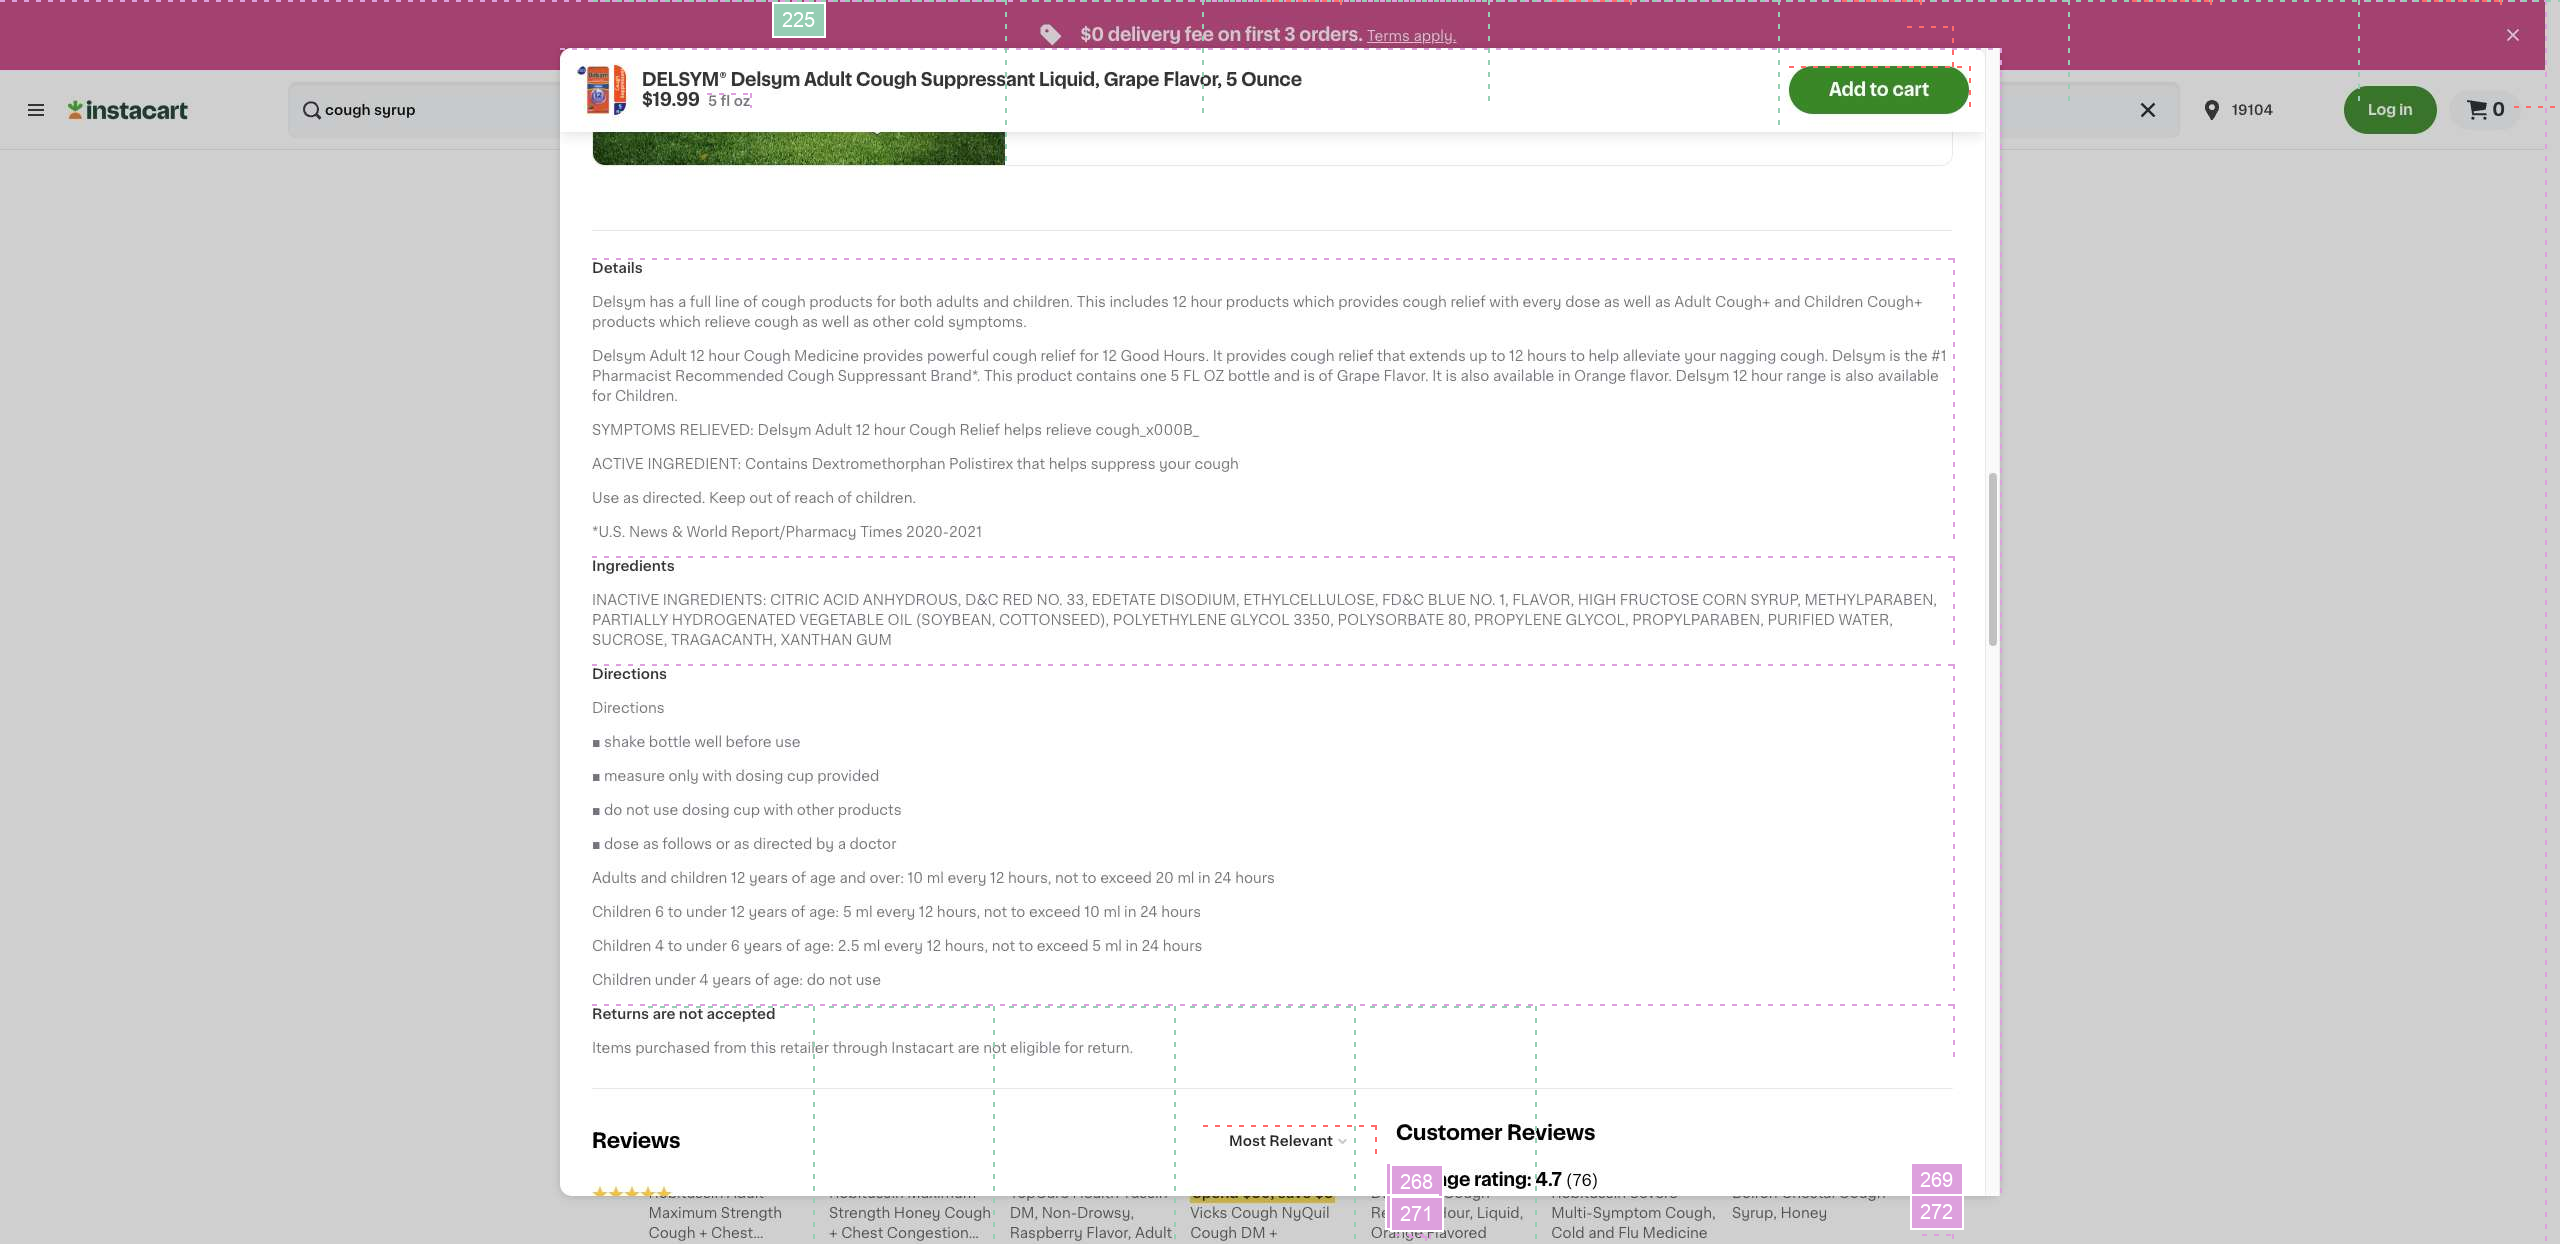 225
$0 delivery fee on first 3 orders. Terms apply.
DELSYM® Delsym Adult Cough Suppressant Liquid, Grape Flavor, 5 Ounce
$19.99 5 fl oz
Add to cart
instacart
cough syrup
19104
Log in
0
Details
Delsym has a full line of cough products for both adults and children. This includes 12 hour products which provides cough relief with every dose as well as Adult Cough+ and Children Cough+
products which relieve cough as well as other cold symptoms.
Delsym Adult 12 hour Cough Medicine provides powerful cough relief for 12 Good Hours. It provides cough relief that extends up to 12 hours to help alleviate your nagging cough. Delsym is the #1
Pharmacist Recommended Cough Suppressant Brand*. This product contains one 5 FL OZ bottle and is of Grape Flavor. It is also available in Orange flavor. Delsym 12 hour range is also available
for Children.
SYMPTOMS RELIEVED: Delsym Adult 12 hour Cough Relief helps relieve cough_x000B_
ACTIVE INGREDIENT: Contains Dextromethorphan Polistirex that helps suppress your cough
Use as directed. Keep out of reach of children.
*U.S. News & World Report/Pharmacy Times 2020-2021
Ingredients
INACTIVE INGREDIENTS: CITRIC ACID ANHYDROUS, D&C RED NO. 33, EDETATE DISODIUM, ETHYLCELLULOSE, FD&C BLUE NO. 1, FLAVOR, HIGH FRUCTOSE CORN SYRUP, METHYLPARABEN,
PARTIALLY HYDROGENATED VEGETABLE OIL (SOYBEAN, COTTONSEED), POLYETHYLENE GLYCOL 3350, POLYSORBATE 80, PROPYLENE GLYCOL, PROPYLPARABEN, PURIFIED WATER,
SUCROSE, TRAGACANTH, XANTHAN GUM
Directions
Directions
■ shake bottle well before use
■ measure only with dosing cup provided
■ do not use dosing cup with other products
■ dose as follows or as directed by a doctor
Adults and children 12 years of age and over: 10 ml every 12 hours, not to exceed 20 ml in 24 hours
Children 6 to under 12 years of age: 5 ml every 12 hours, not to exceed 10 ml in 24 hours
Children 4 to under 6 years of age: 2.5 ml every 12 hours, not to exceed 5 ml in 24 hours
Children under 4 years of age: do not use
Returns are not accepted
Items purchased from this retailer through Instacart are not eligible for return.
Reviews
Most Relevant
Customer Reviews
268
rating: 4.7 (76)
269
271
272
Maximum Strength
Cough + Chest...
Strength Honey Cough
+ Chest Congestion...
DM, Non-Drowsy,
Raspberry Flavor, Adult
Vicks Cough NyQuil
Cough DM +
Hour, Liquid,
Orange Flavored
Multi-Symptom Cough,
Cold and Flu Medicine
Syrup, Honey